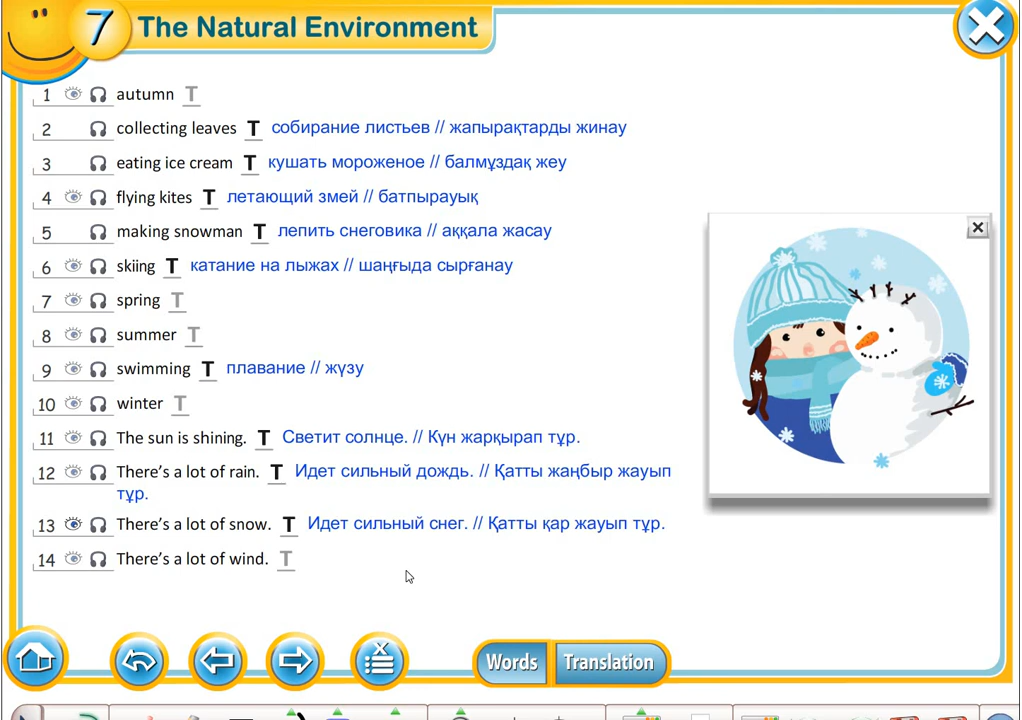 7 The Natural Environment
1 autumn T
2 collecting leaves T собирание листьев // жапырақтарды жинау
3 eating ice cream T кушать мороженое // балмұздақ жеу
4 flying kites T летающий змей // батпырауық
5 making snowman T лепить снеговика // аққала жасау
6 skiing T катание на лыжах // шаңғыда сырғанау
7 spring T
8 summer T
9 swimming T плавание // жүзу
10 winter T
11 The sun is shining. T Светит солнце. // Күн жарқырап тұр.
12 There's a lot of rain. T Идет сильный дождь. // Қатты жаңбыр жауып
тұр.
13 There's a lot of snow. T Идет сильный снег. // Қатты қар жауып тұр.
14 There's a lot of wind. T
Words Translation